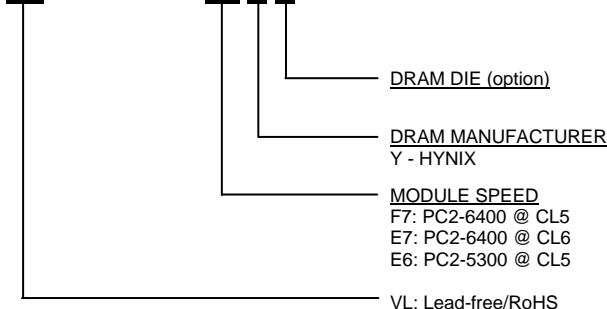 DRAM DIE (option)
DRAM MANUFACTURER
Y - HYNIX
MODULE SPEED
F7: PC2-6400 @ CL5
E7: PC2-6400 @ CL6
E6: PC2-5300 @ CL5
VL: Lead-free/RoHS